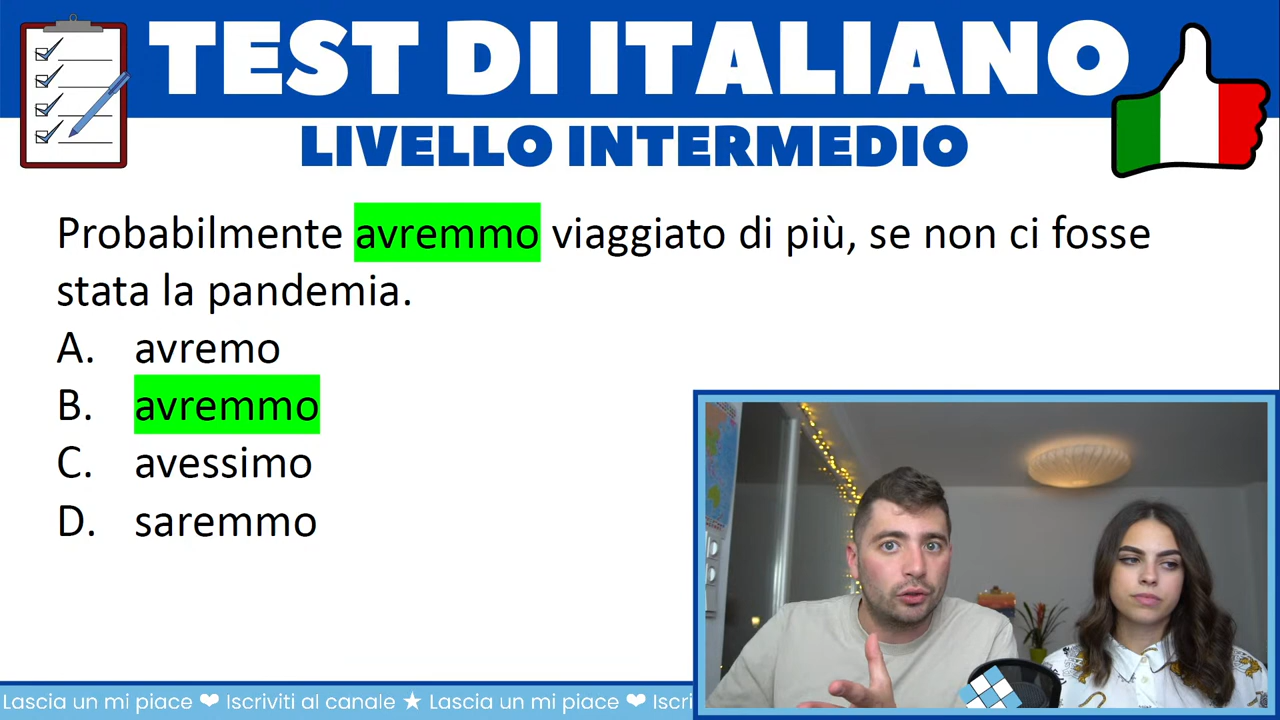 TEST DI ITALIANO
LIVELLO INTERMEDIO
Probabilmente avremmo viaggiato di più, se non ci fosse
stata la pandemia.
A. avremo
B. avremmo
C. avessimo
D. saremmo
Lascia un mi piace ❤ Iscriviti al canale ★ Lascia un mi piace ❤ Iscri